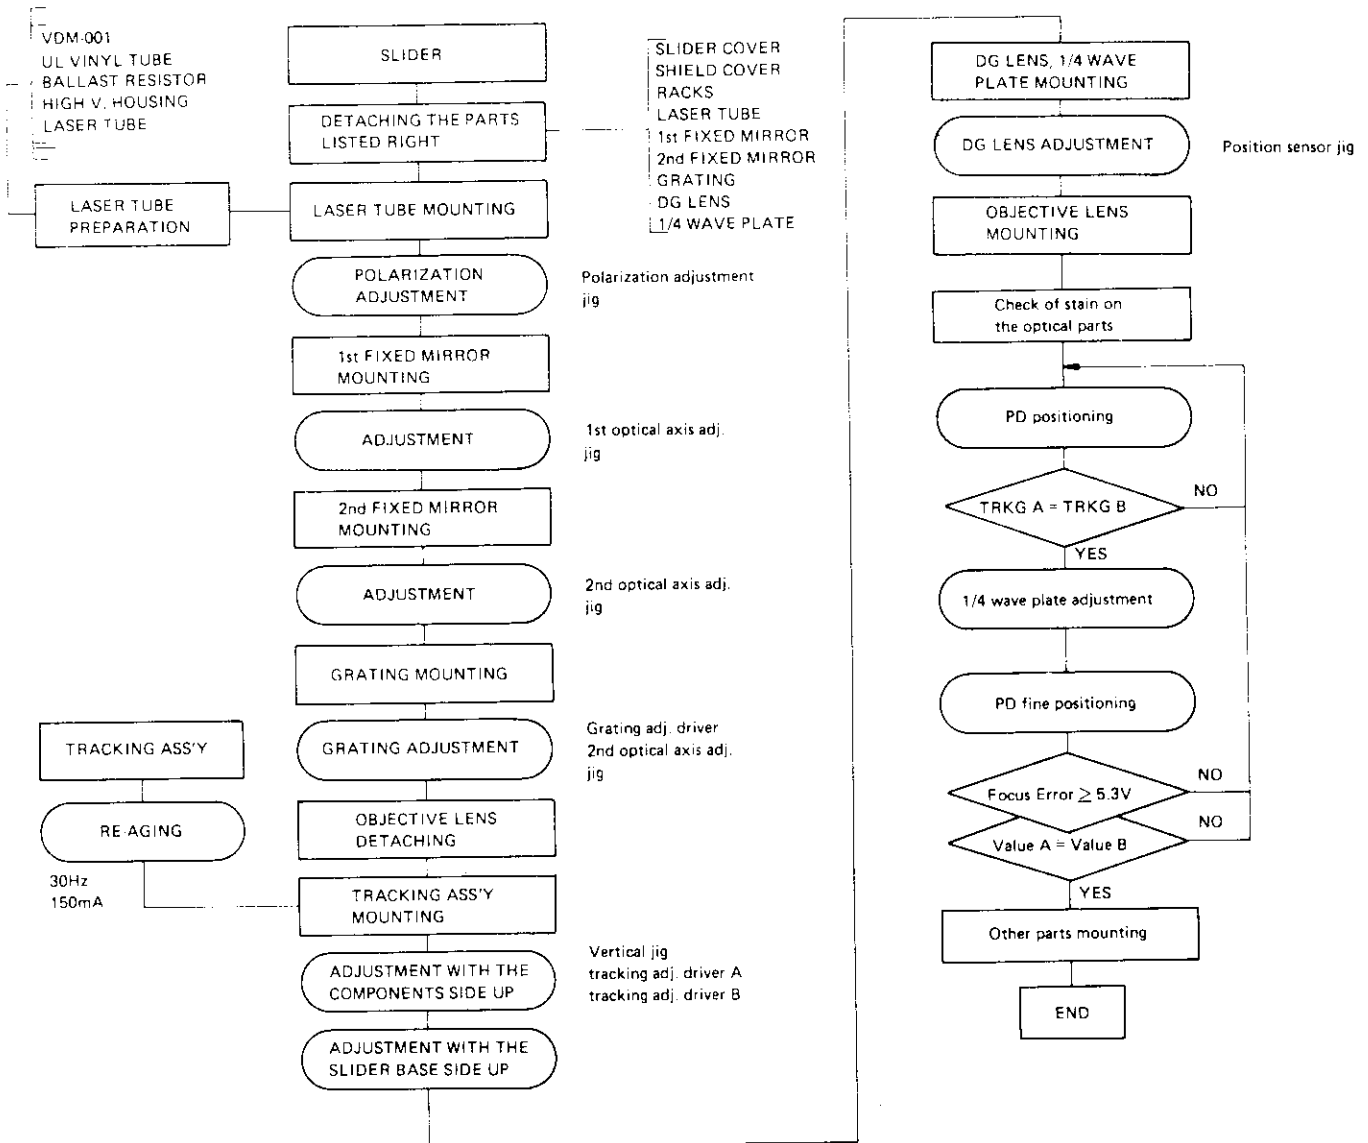 VDM-001
UL VINYL TUBE
BALLAST RESISTOR
HIGH V. HOUSING
LASER TUBE
SLIDER
DETACHING THE PARTS
LISTED RIGHT
SLIDER COVER
SHIELD COVER
RACKS
LASER TUBE
1st FIXED MIRROR
2nd FIXED MIRROR
GRATING
DG LENS
1/4 WAVE PLATE
LASER TUBE
PREPARATION
LASER TUBE MOUNTING
POLARIZATION
ADJUSTMENT
Polarization adjustment
jig
1st FIXED MIRROR
MOUNTING
ADJUSTMENT
1st optical axis adj.
jig
2nd FIXED MIRROR
MOUNTING
ADJUSTMENT
2nd optical axis adj.
jig
GRATING MOUNTING
GRATING ADJUSTMENT
Grating adj. driver
2nd optical axis adj.
jig
TRACKING ASS'Y
RE-AGING
30Hz
150mA
OBJECTIVE LENS
DETACHING
TRACKING ASS'Y
MOUNTING
ADJUSTMENT WITH THE
COMPONENTS SIDE UP
Vertical jig
tracking adj. driver A
tracking adj. driver B
ADJUSTMENT WITH THE
SLIDER BASE SIDE UP
DG LENS, 1/4 WAVE
PLATE MOUNTING
DG LENS ADJUSTMENT
Position sensor jig
OBJECTIVE LENS
MOUNTING
Check of stain on
the optical parts
PD positioning
TRKG A = TRKG B
NO
YES
1/4 wave plate adjustment
PD fine positioning
Focus Error ≥ 5.3V
NO
Value A = Value B
NO
YES
Other parts mounting
END